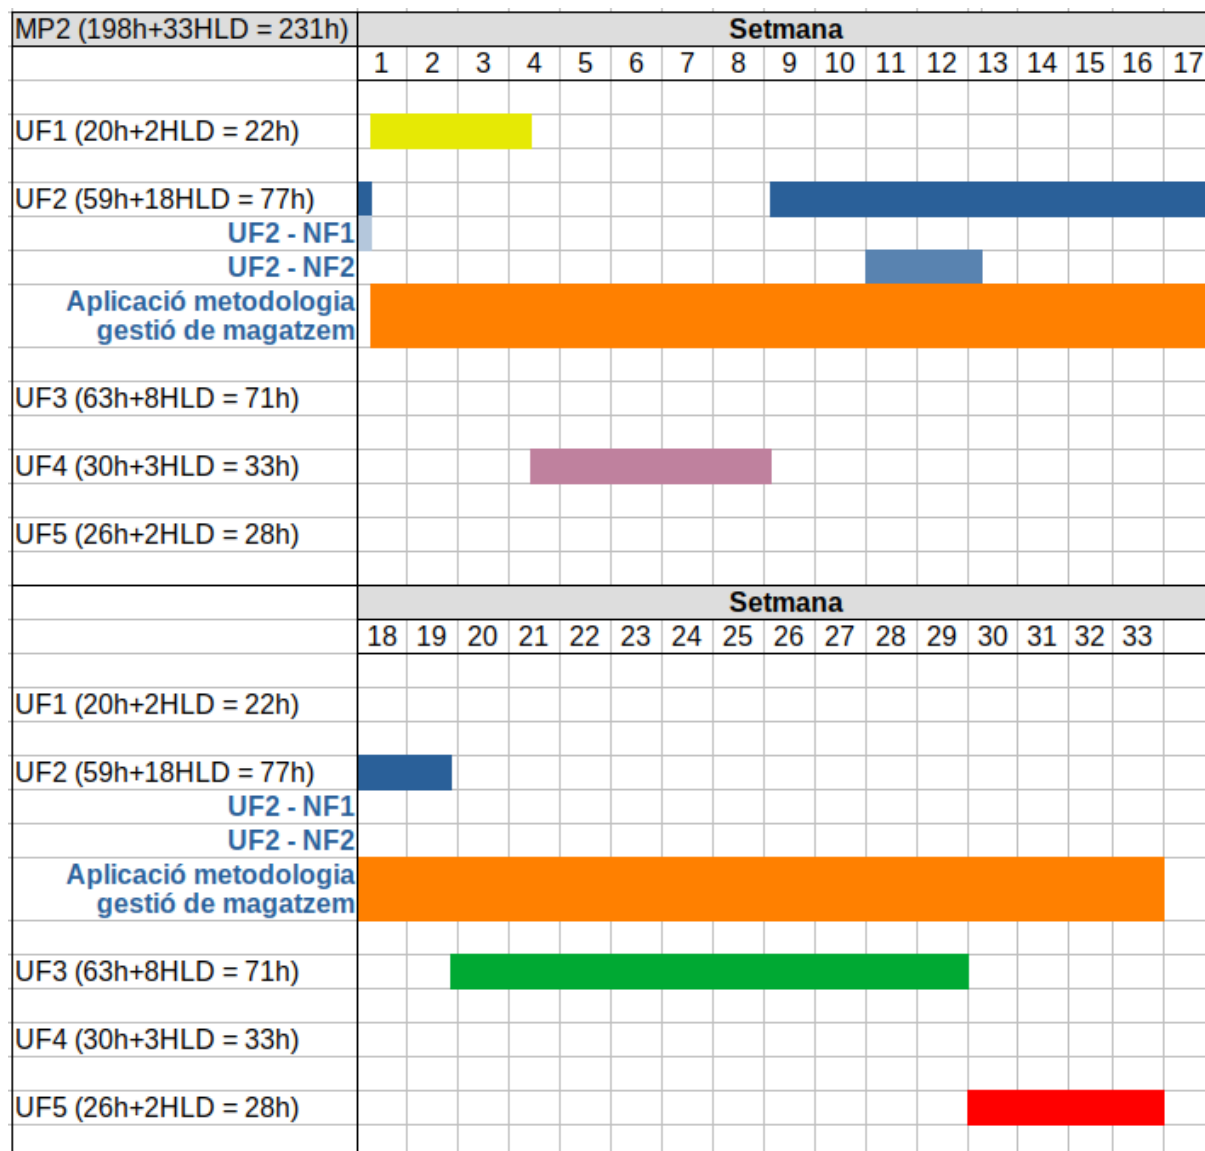 MP2 (198h+33HLD = 231h) Setmana
1 2 3 4 5 6 7 8 9 10 11 12 13 14 15 16 17
UF1 (20h+2HLD = 22h)
UF2 (59h+18HLD = 77h)
UF2 - NF1
UF2 - NF2
Aplicació metodologia
gestió de magatzem
UF3 (63h+8HLD = 71h)
UF4 (30h+3HLD = 33h)
UF5 (26h+2HLD = 28h)
Setmana
18 19 20 21 22 23 24 25 26 27 28 29 30 31 32 33
UF1 (20h+2HLD = 22h)
UF2 (59h+18HLD = 77h)
UF2 - NF1
UF2 - NF2
Aplicació metodologia
gestió de magatzem
UF3 (63h+8HLD = 71h)
UF4 (30h+3HLD = 33h)
UF5 (26h+2HLD = 28h)